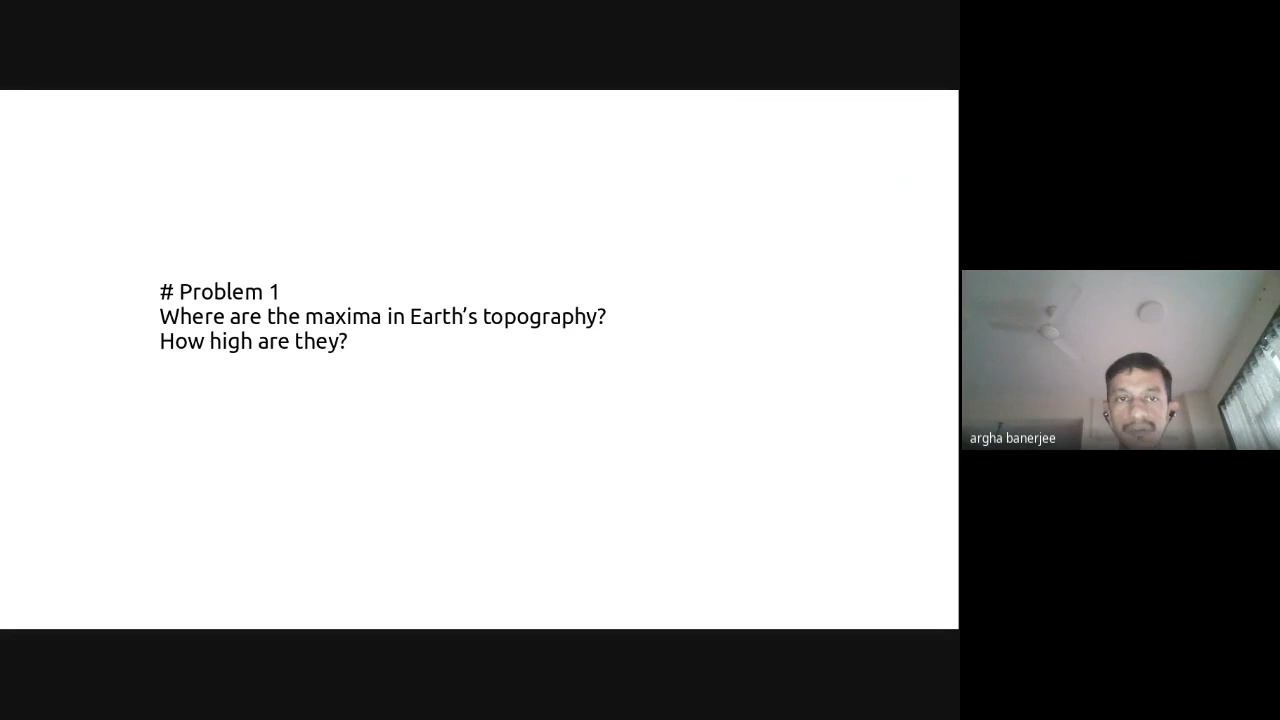 # Problem 1
Where are the maxima in Earth’s topography?
How high are they?
argha banerjee